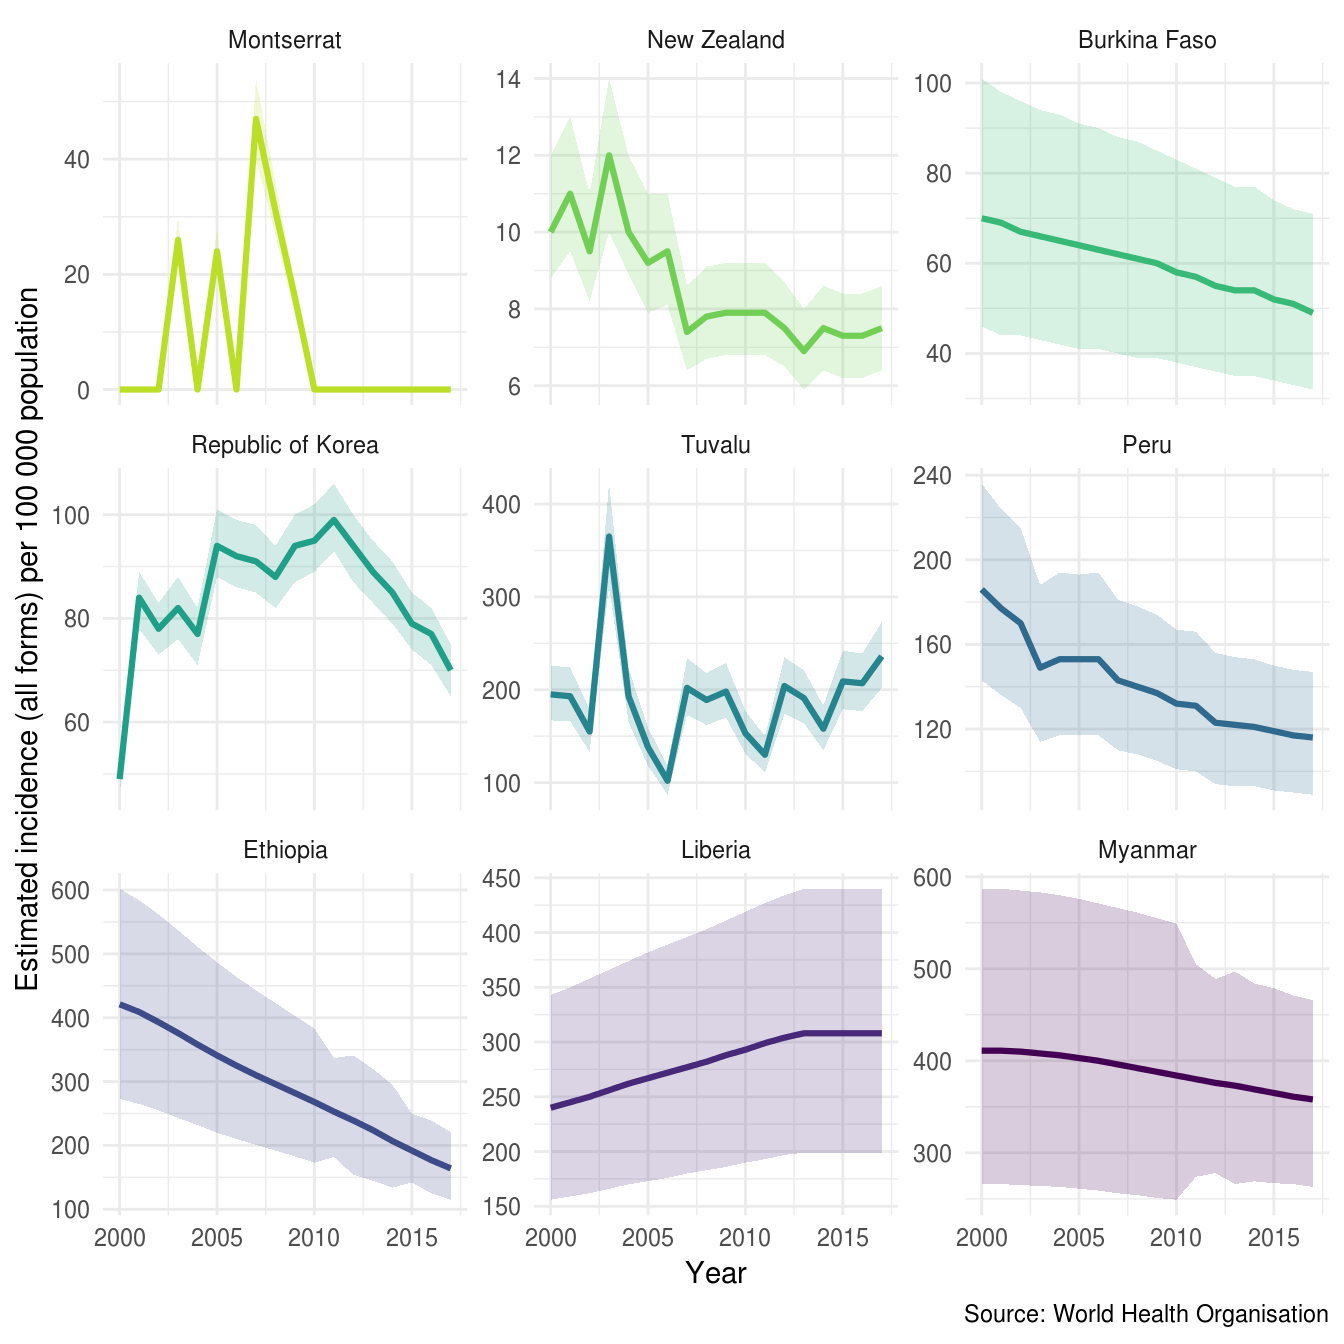 Montserrat
New Zealand
Burkina Faso
40
20
0
14
12
10
8
6
100
80
60
40
Republic of Korea
Tuvalu
Peru
100
80
60
400
300
200
100
240
200
160
120
Ethiopia
Liberia
Myanmar
600
500
400
300
200
100
450
400
350
300
250
200
150
600
500
400
300
2000 2005 2010 2015
2000 2005 2010 2015
2000 2005 2010 2015
Estimated incidence (all forms) per 100 000 population
Year
Source: World Health Organisation